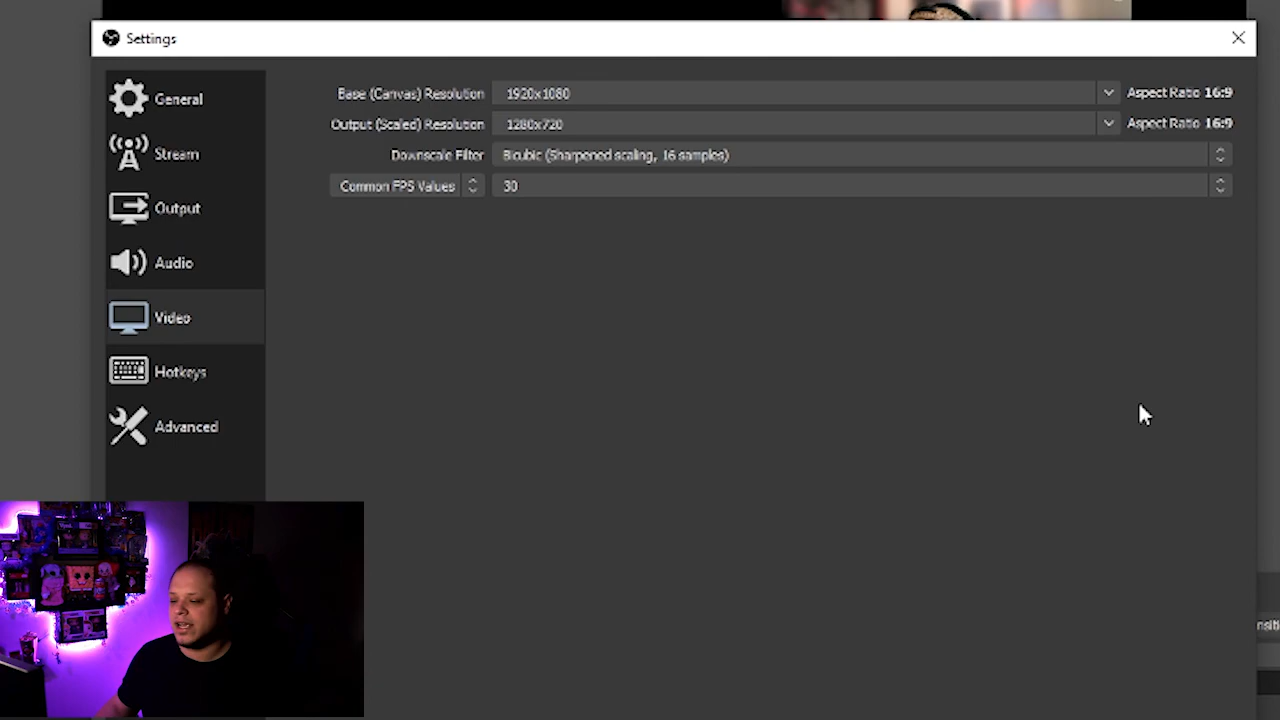 Settings
General
Stream
Output
Audio
Video
Hotkeys
Advanced
Base (Canvas) Resolution 1920x1080 Aspect Ratio 16:9
Output (Scaled) Resolution 1280x720 Aspect Ratio 16:9
Downscale Filter Bicubic (Sharpened scaling, 16 samples)
Common FPS Values 30
nsiti